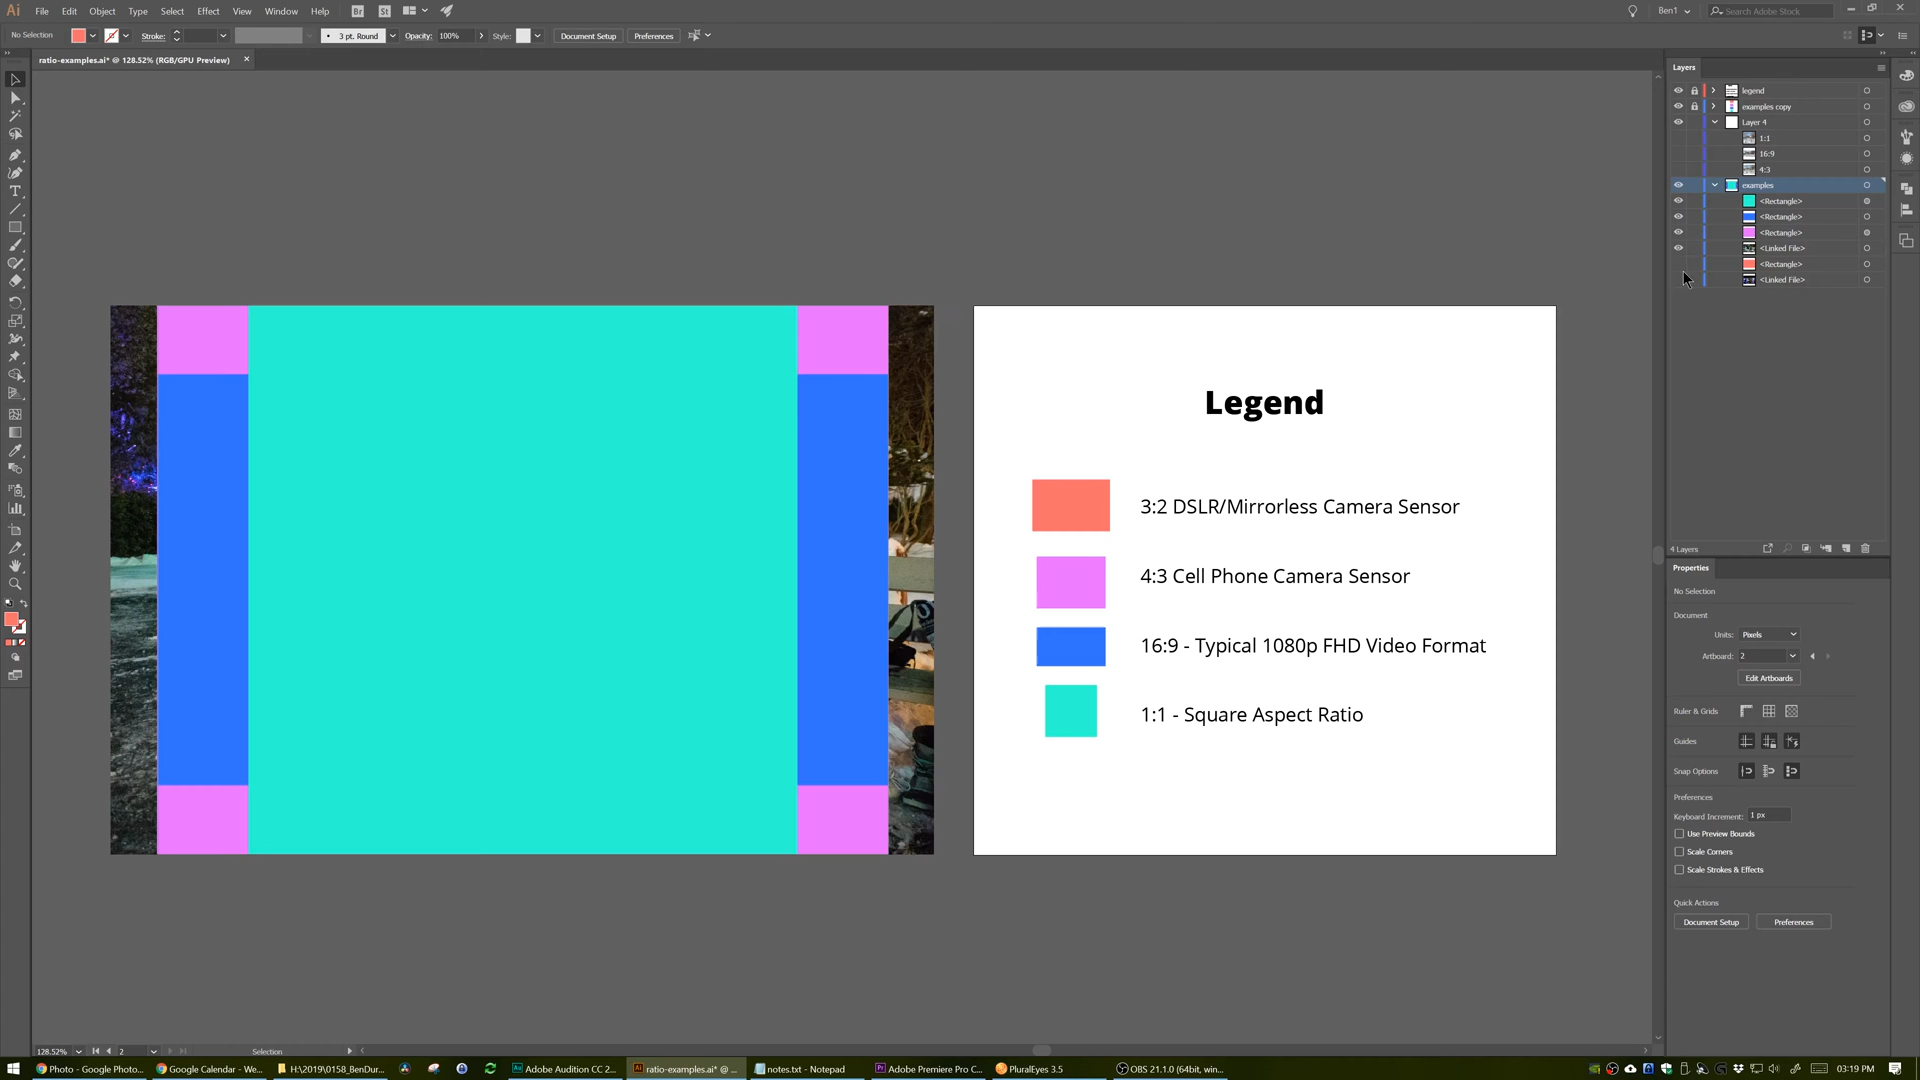 Ai File Edit Object Type Select Effect View Window Help Br St Ben1 Search Adobe Stock
No Selection Stroke: 3 pt. Round Opacity: 100% Style: Document Setup Preferences
ratio-examples.ai* @ 128.52% (RGB/GPU Preview)
Layers
legend
examples copy
Layer 4
1:1
16:9
4:3
examples
<Rectangle>
<Rectangle>
<Rectangle>
<Linked File>
<Rectangle>
<Linked File>
Legend
3:2 DSLR/Mirrorless Camera Sensor
4:3 Cell Phone Camera Sensor
16:9 - Typical 1080p FHD Video Format
1:1 - Square Aspect Ratio
4 Layers
Properties
No Selection
Document
Units: Pixels
Artboard: 2
Edit Artboards
Ruler & Grids
Guides
Snap Options
Preferences
Keyboard Increment: 1 px
Use Preview Bounds
Scale Corners
Scale Strokes & Effects
Quick Actions
Document Setup Preferences
128.52% 2 Selection
Photo - Google Photo... Google Calendar - We... H:\2019\0158_BenDur... Adobe Audition CC 2... ratio-examples.ai* @ ... notes.txt - Notepad Adobe Premiere Pro C... PluralEyes 3.5 OBS 21.1.0 (64bit, win... 03:19 PM